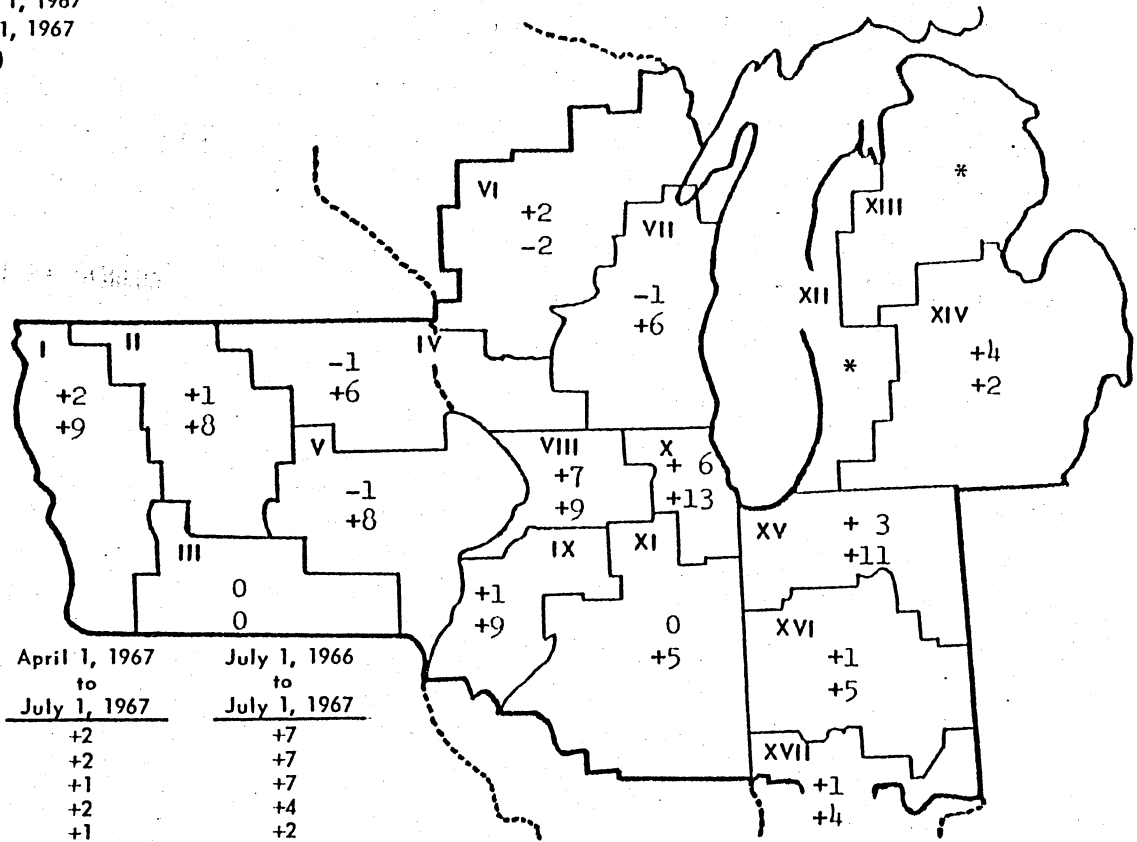 1, 1967
1, 1967
)
VI
+2
-2
VII
-1
+6
XIII
*
XII
*
XIV
+4
+2
I
+2
+9
II
+1
+8
IV
-1
+6
V
-1
+8
III
0
0
VIII
+7
+9
X
+ 6
+13
IX
+1
+9
XI
0
+5
XV
+ 3
+11
XVI
+1
+5
XVII
+1
+4
April 1, 1967 July 1, 1966
to to
July 1, 1967 July 1, 1967
+2 +7
+2 +7
+1 +7
+2 +4
+1 +2